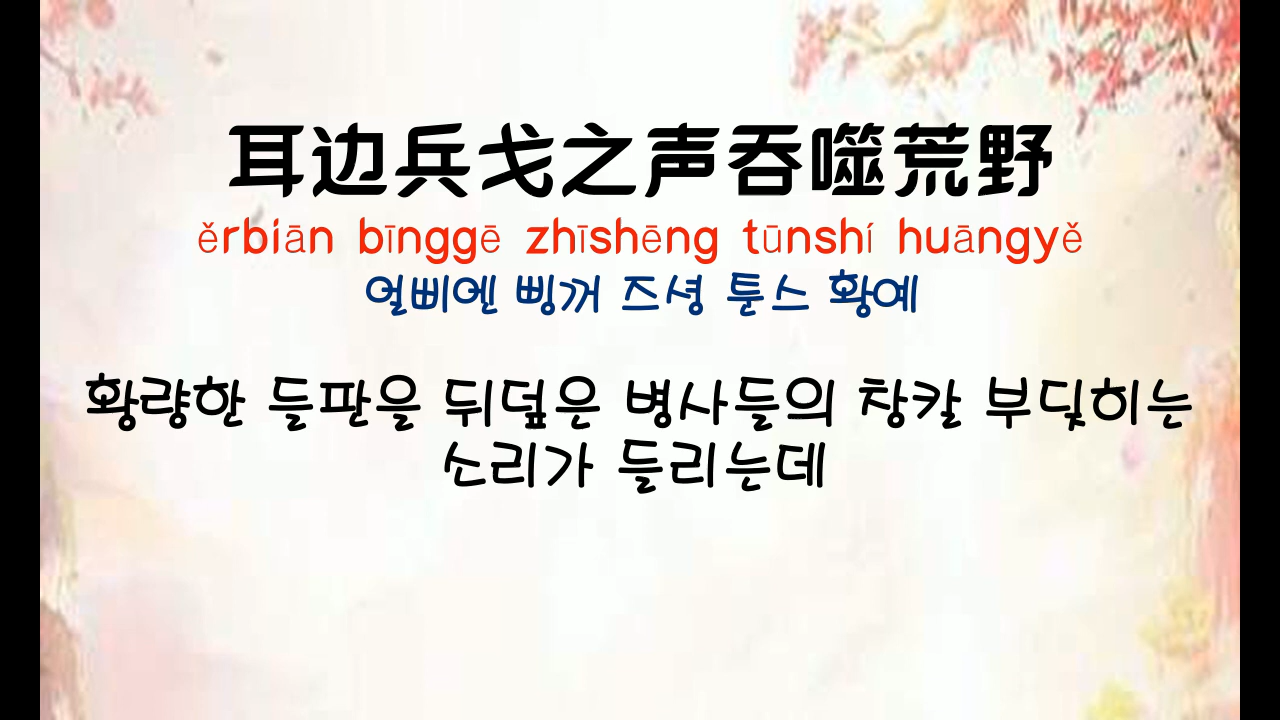 耳边兵戈之声吞噬荒野
ěrbiān bīnggē zhīshēng tūnshí huāngyě
얼삐엔 삥꺼 즈셩 툰스 황예
황량한 들판을 뒤덮은 병사들의 창칼 부딪히는
소리가 들리는데